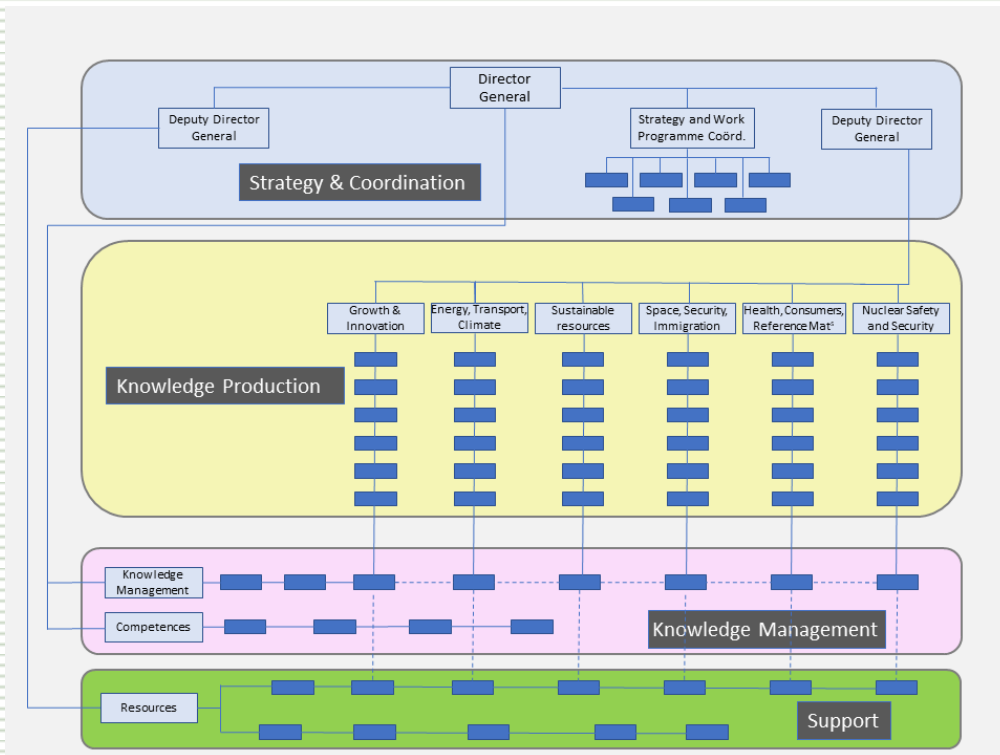 Director
General
Deputy Director
General
Strategy and Work
Programme Coörd.
Deputy Director
General
Strategy & Coordination
Growth &
Innovation
Energy, Transport,
Climate
Sustainable
resources
Space, Security,
Immigration
Health, Consumers,
Reference Matˢ
Nuclear Safety
and Security
Knowledge Production
Knowledge
Management
Competences
Knowledge Management
Resources
Support